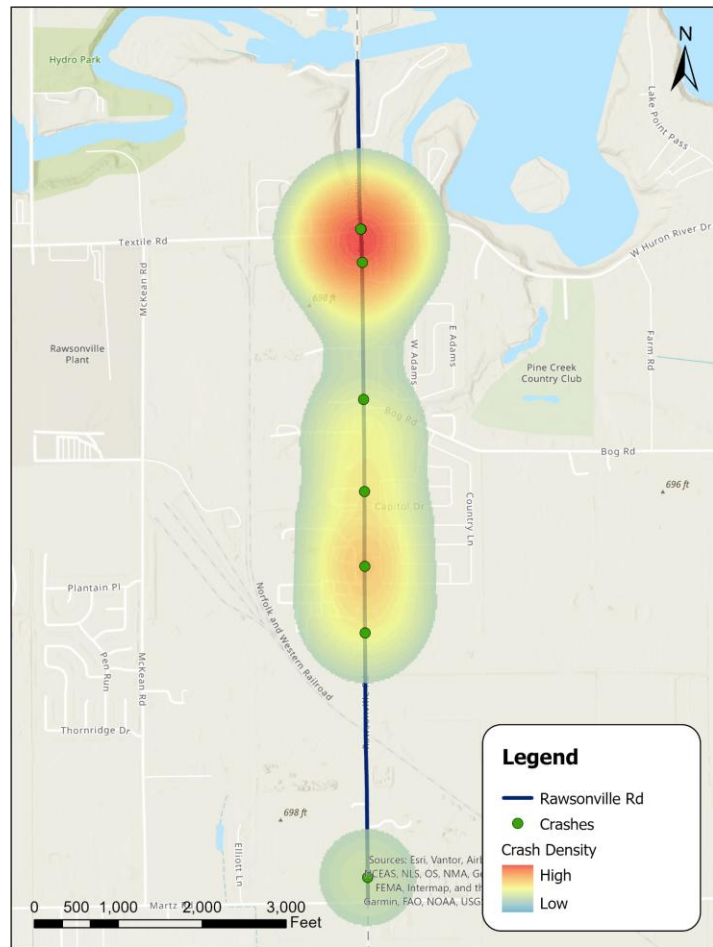 N
Hydro Park
Lake Point Pass
Textile Rd
W Huron River Dr
McKean Rd
698 ft
E Adams
W Adams
Farm Rd
Rawsonville
Plant
Pine Creek
Country Club
Bog Rd
Bog Rd
696 ft
Capitol Dr
Country Ln
Plantain Pl
Norfolk and Western Railroad
Pen Run
McKean Rd
Thornridge Dr
698 ft
Elliott Ln
Martz
Legend
Rawsonville Rd
Crashes
Crash Density
High
Low
Sources: Esri, Vantor,
NLS, OS, NMA,
FEMA, Intermap, and
Garmin, FAO, NOAA,
0 500 1,000 2,000 3,000
Feet